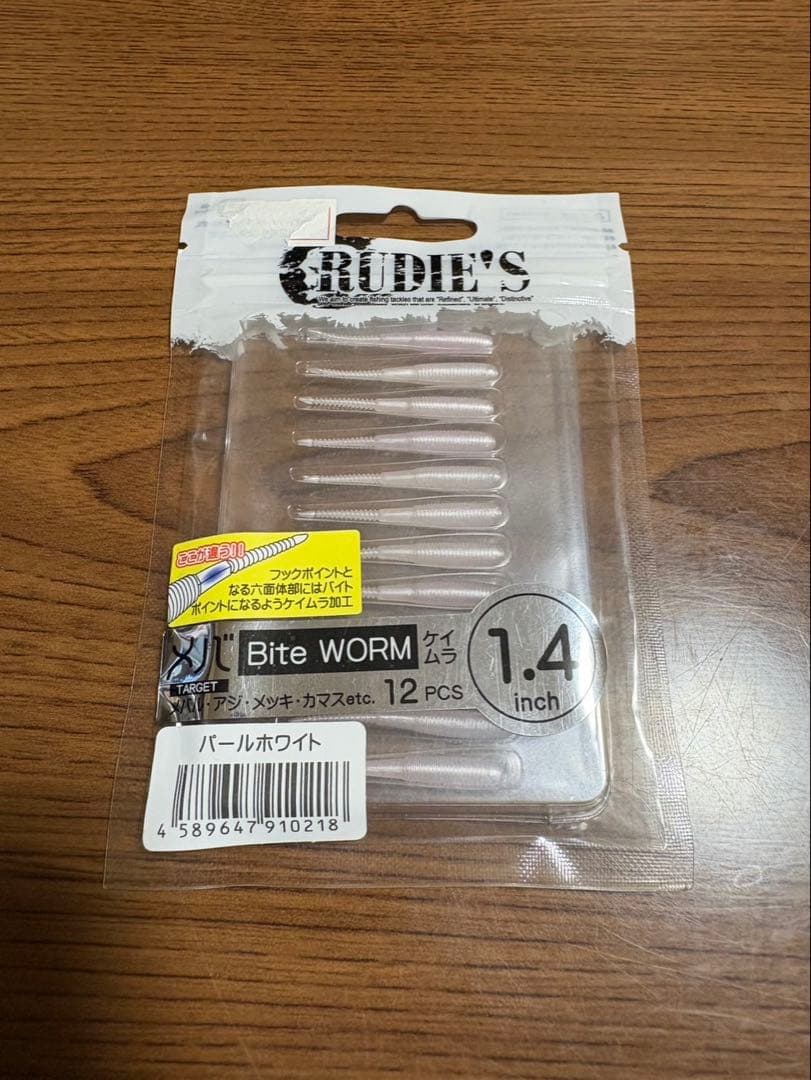 RUDIE'S
We aim to create fishing tackles that are "Refined", "Ultimate", "Distinctive"
ここが違う!!
フックポイントと
なる六面体部にはバイト
ポイントになるようケイムラ加工
メバ Bite WORM ケイムラ 1.4 inch
TARGET
メバル・アジ・メッキ・カマスetc. 12 PCS
パールホワイト
4 589647 910218